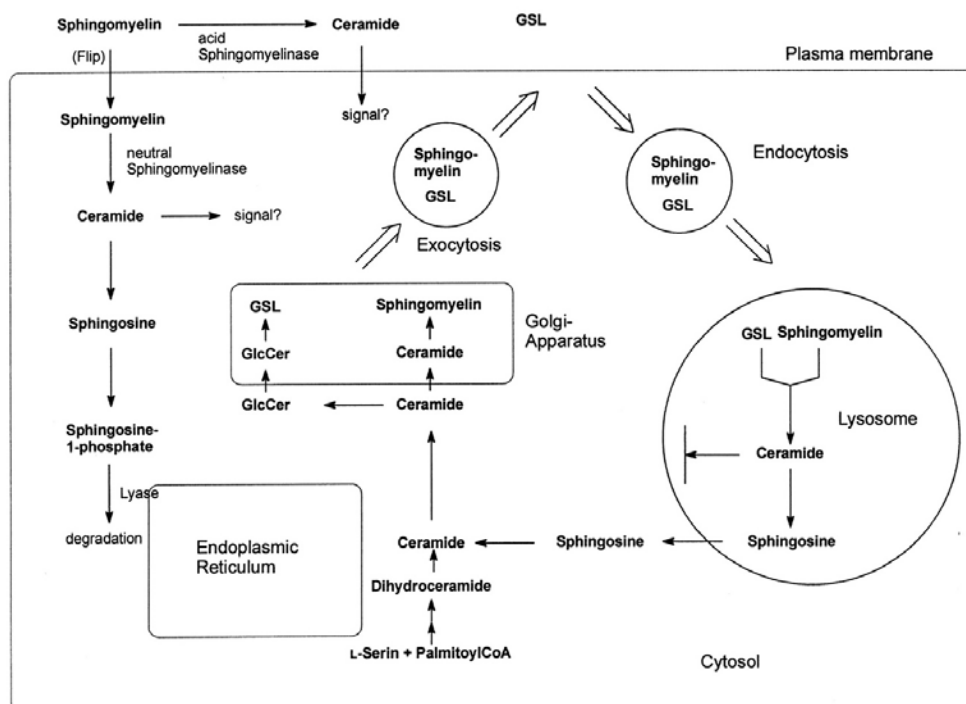 Sphingomyelin
acid
Sphingomyelinase
Ceramide
GSL
Plasma membrane
(Flip)
Sphingomyelin
signal?
neutral
Sphingomyelinase
Ceramide
signal?
Sphingosine
Sphingosine-
1-phosphate
Lyase
degradation
Endoplasmic
Reticulum
Sphingo-
myelin
GSL
Exocytosis
Sphingo-
myelin
GSL
Endocytosis
GSL
Sphingomyelin
GlcCer
Ceramide
Golgi-
Apparatus
GlcCer
Ceramide
GSL Sphingomyelin
Lysosome
Ceramide
Sphingosine
Sphingosine
Ceramide
Dihydroceramide
L-Serin + PalmitoylCoA
Cytosol